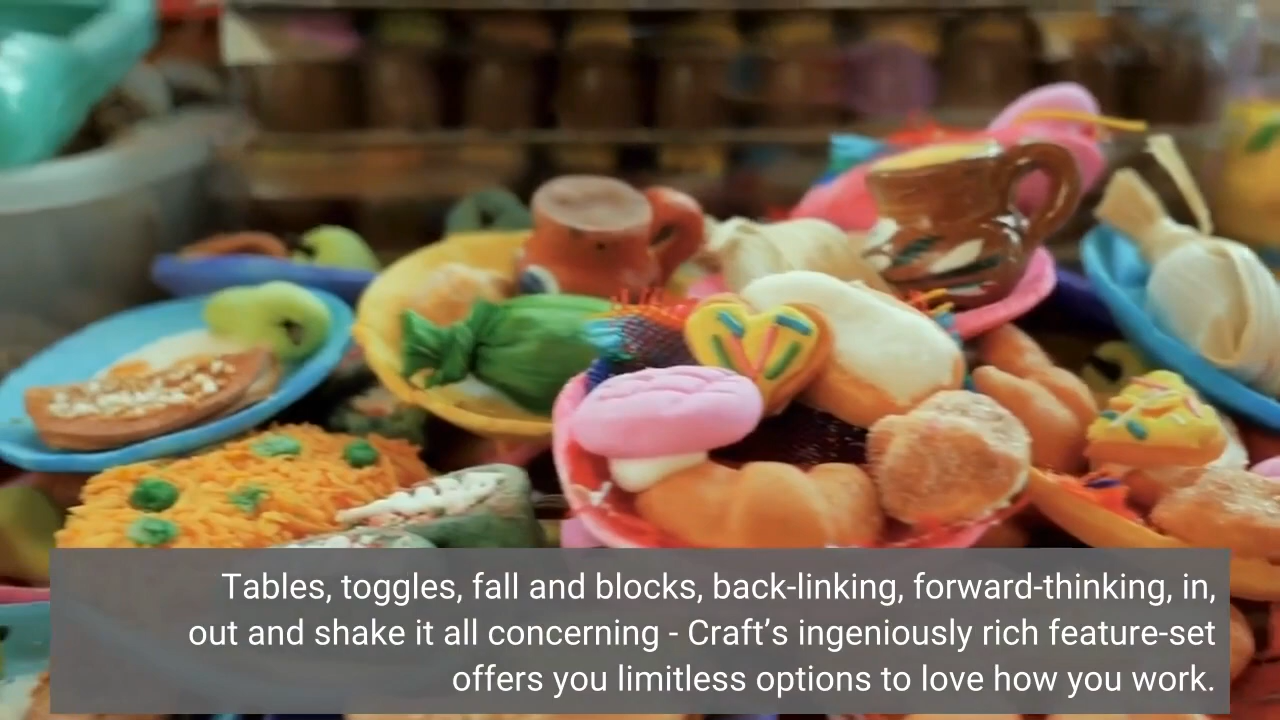 Tables, toggles, fall and blocks, back-linking, forward-thinking, in,
out and shake it all concerning - Craft’s ingeniously rich feature-set
offers you limitless options to love how you work.